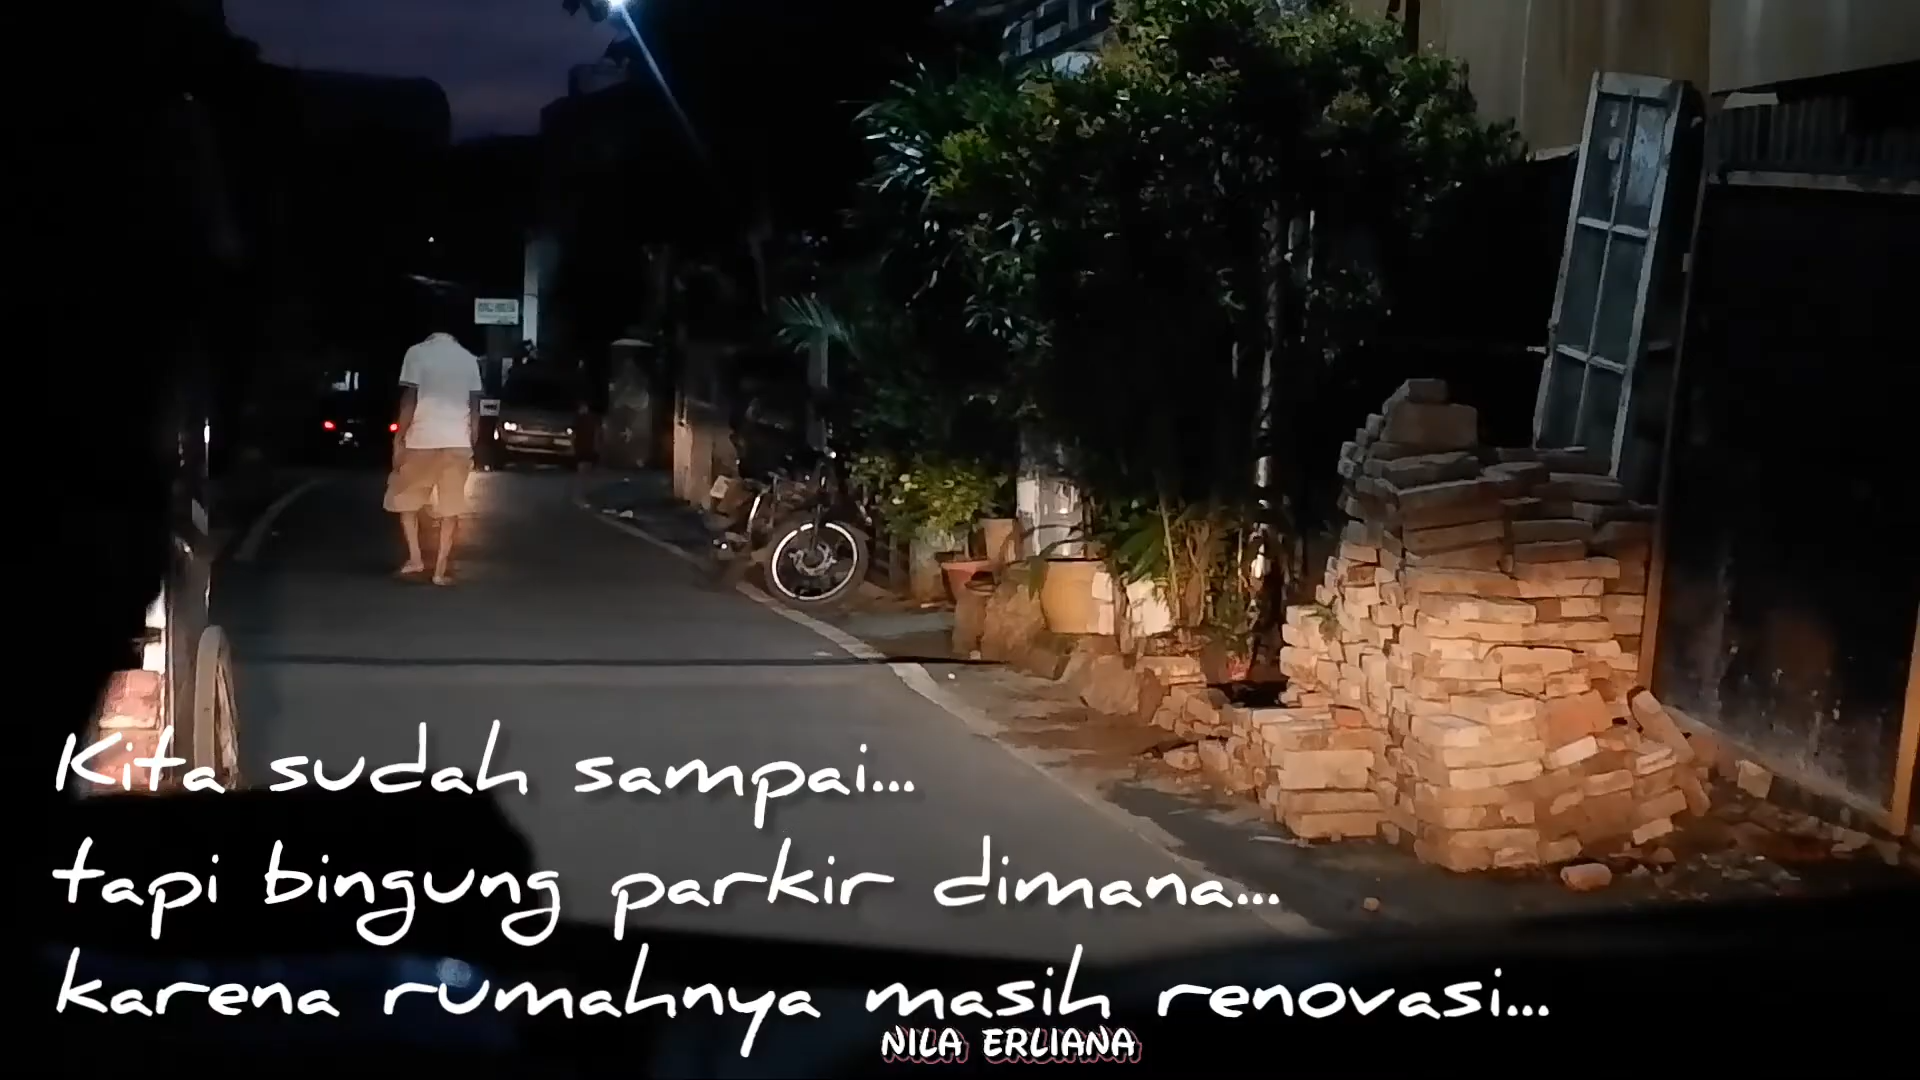 Kita sudah sampai...
tapi bingung parkir dimana...
karena rumahnya masih renovasi...
NILA ERLIANA